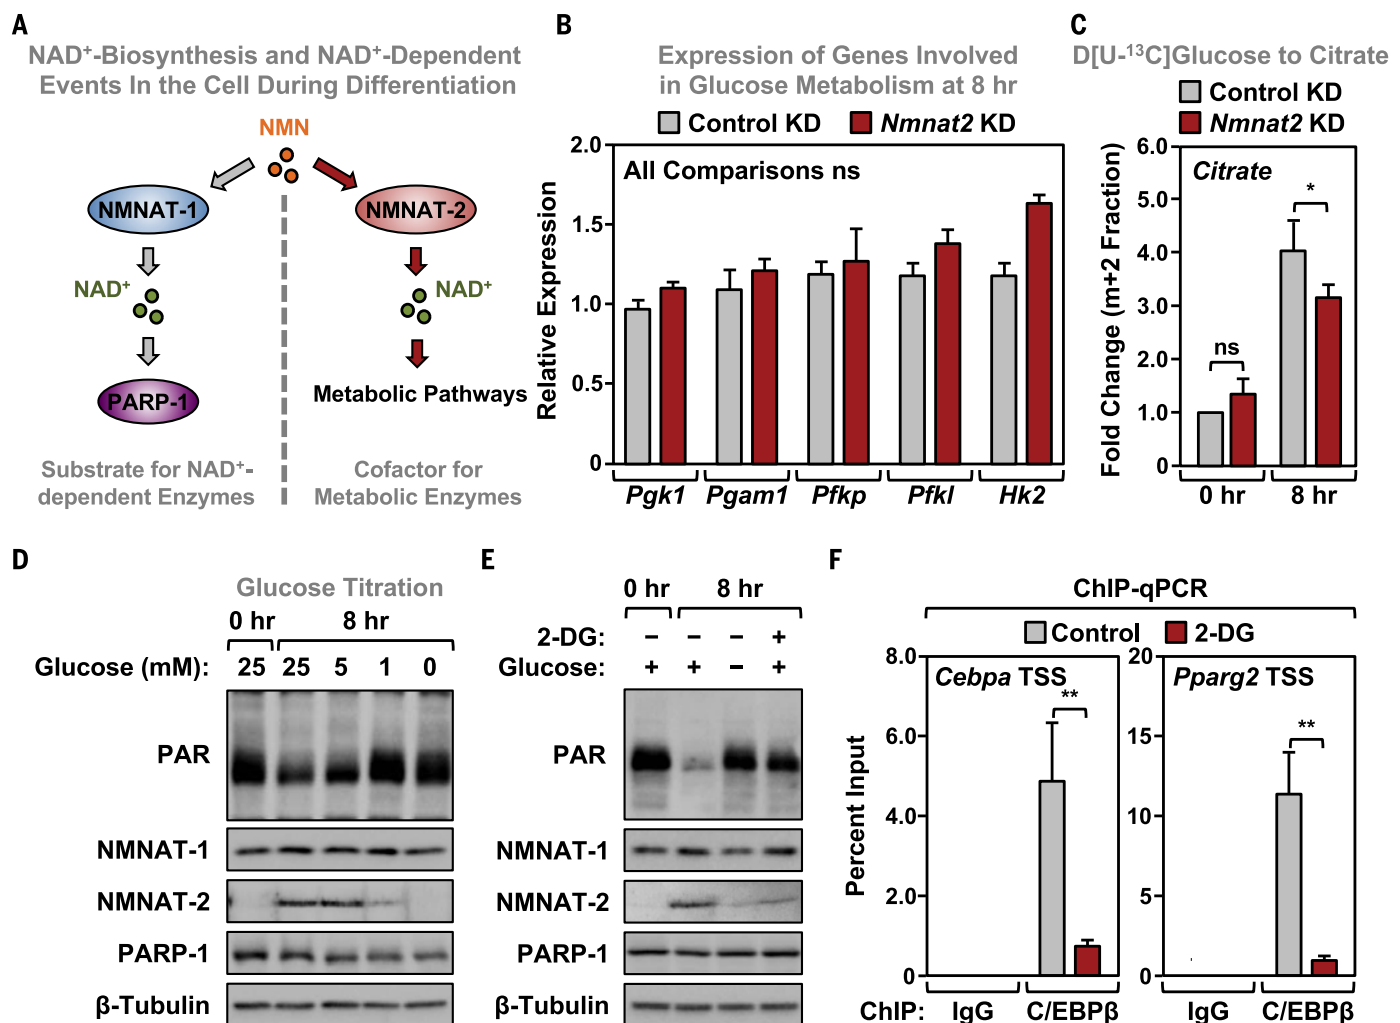 A
NAD⁺-Biosynthesis and NAD⁺-Dependent
Events In the Cell During Differentiation
NMN
NMNAT-1
NMNAT-2
NAD⁺
NAD⁺
PARP-1
Metabolic Pathways
Substrate for NAD⁺-
dependent Enzymes
Cofactor for
Metabolic Enzymes
B
Expression of Genes Involved
in Glucose Metabolism at 8 hr
Control KD
Nmnat2 KD
All Comparisons ns
Relative Expression
2.0
1.5
1.0
0.5
0
Pgk1
Pgam1
Pfkp
Pfkl
Hk2
C
D[U-¹³C]Glucose to Citrate
Control KD
Nmnat2 KD
Citrate
Fold Change (m+2 Fraction)
6.0
5.0
4.0
3.0
2.0
1.0
0
ns
*
0 hr
8 hr
D
Glucose Titration
0 hr
8 hr
Glucose (mM): 25 25 5 1 0
PAR
NMNAT-1
NMNAT-2
PARP-1
β-Tubulin
E
0 hr
8 hr
2-DG: − − − +
Glucose: + + − +
PAR
NMNAT-1
NMNAT-2
PARP-1
β-Tubulin
F
ChIP-qPCR
Control
2-DG
Percent Input
8.0
6.0
4.0
2.0
0
Cebpa TSS
**
20
15
10
5
0
Pparg2 TSS
**
ChIP: IgG C/EBPβ IgG C/EBPβ